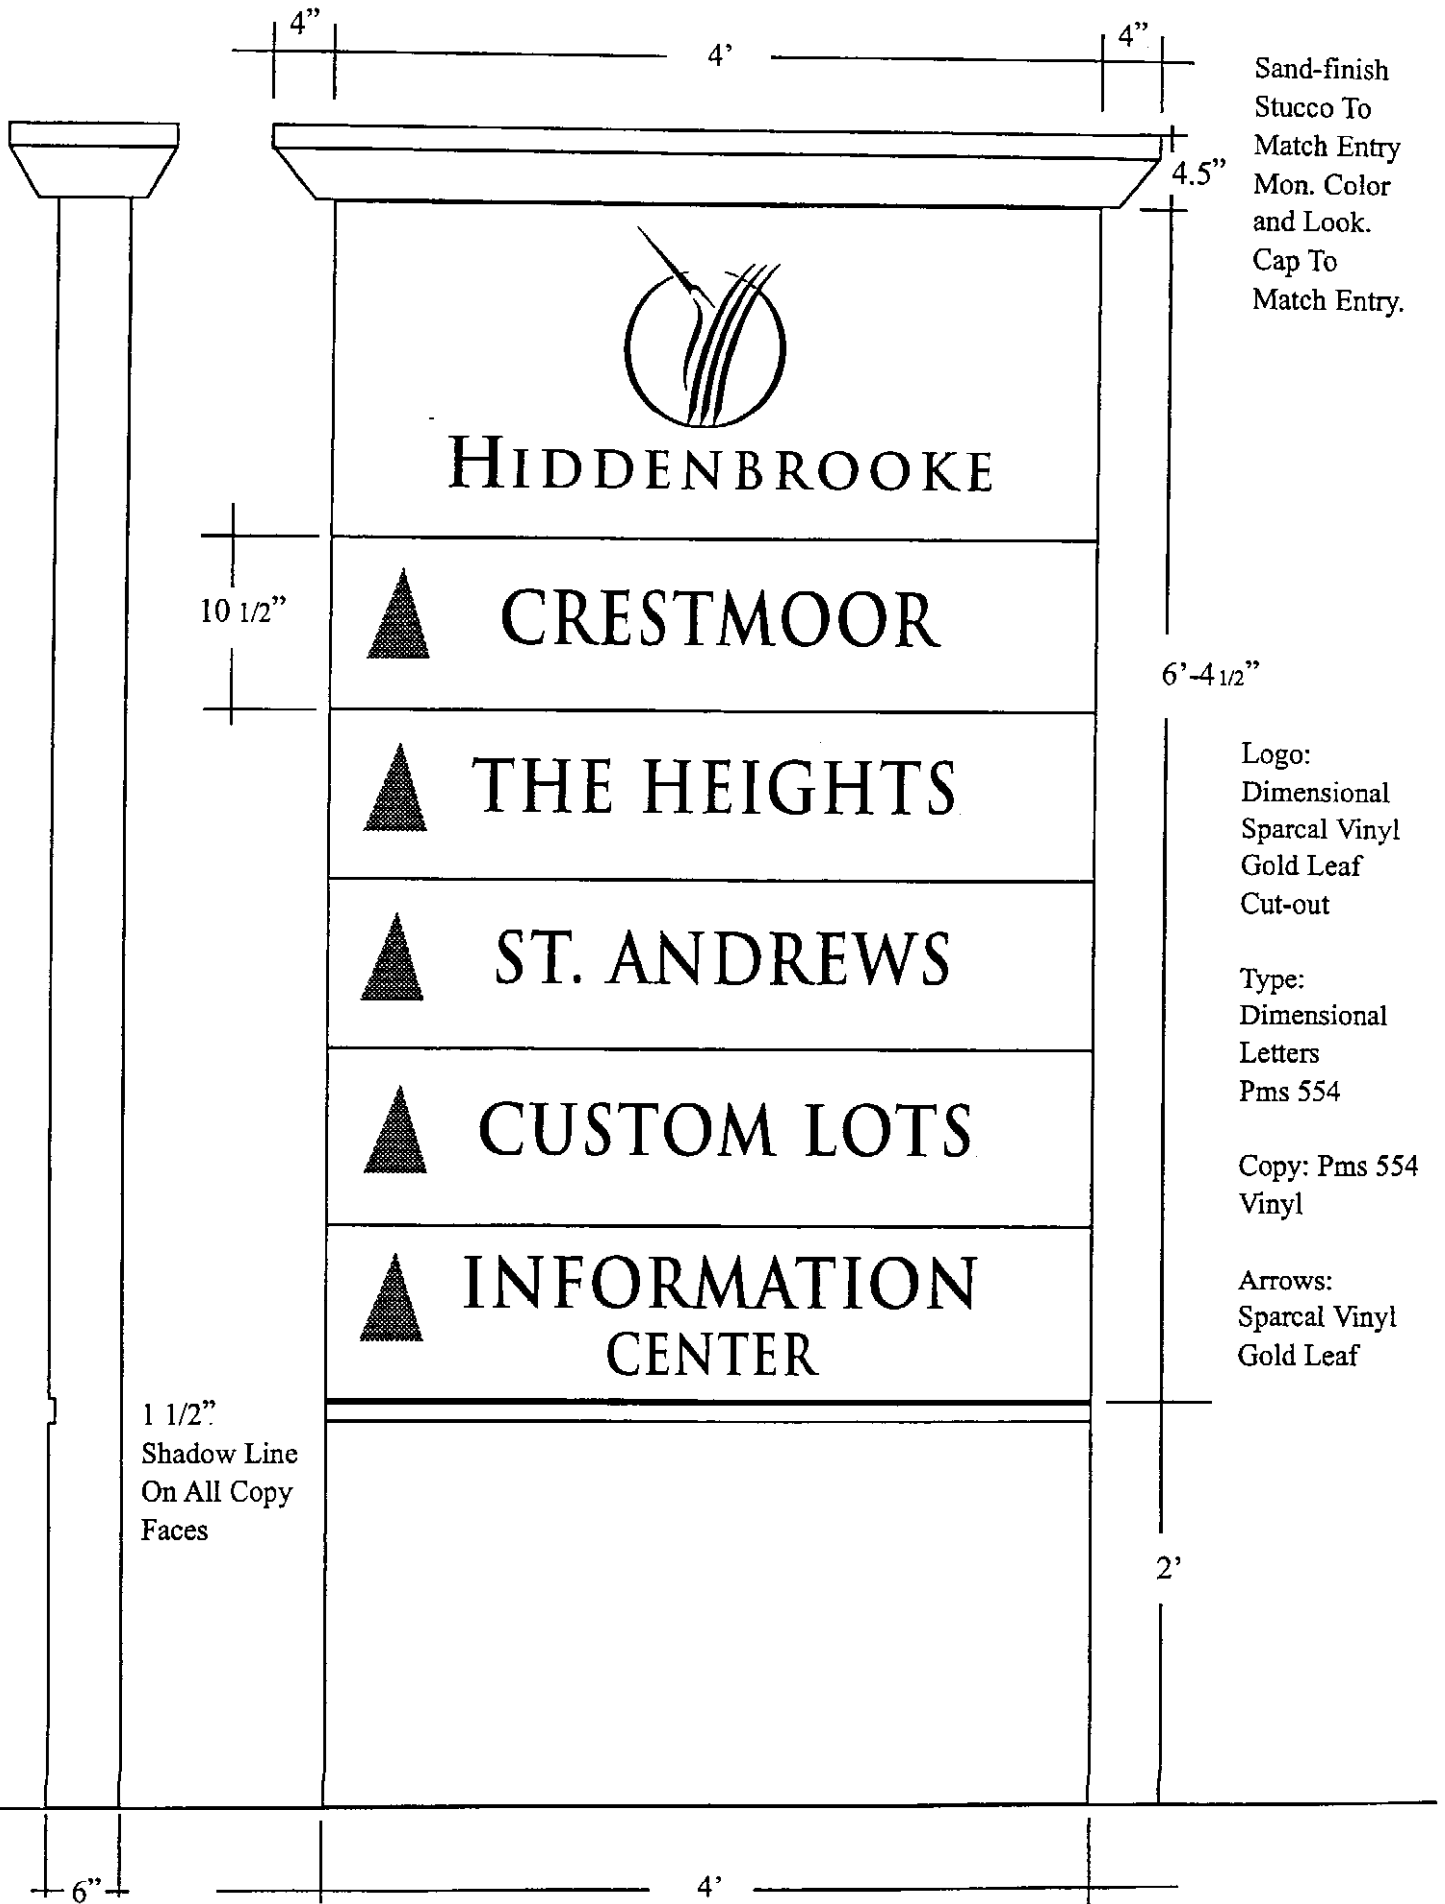 4”
4’
4”
Sand-finish
Stucco To
Match Entry
Mon. Color
and Look.
Cap To
Match Entry.
4.5”
HIDDENBROOKE
10 1/2”
CRESTMOOR
6’-4 1/2”
THE HEIGHTS
Logo:
Dimensional
Sparcal Vinyl
Gold Leaf
Cut-out
ST. ANDREWS
Type:
Dimensional
Letters
Pms 554
CUSTOM LOTS
Copy: Pms 554
Vinyl
INFORMATION
CENTER
Arrows:
Sparcal Vinyl
Gold Leaf
1 1/2”
Shadow Line
On All Copy
Faces
2’
6”
4’